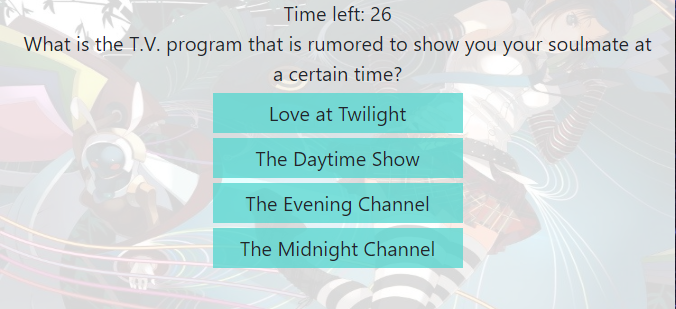 Time left: 26
What is the T.V. program that is rumored to show you your soulmate at
a certain time?
Love at Twilight
The Daytime Show
The Evening Channel
The Midnight Channel